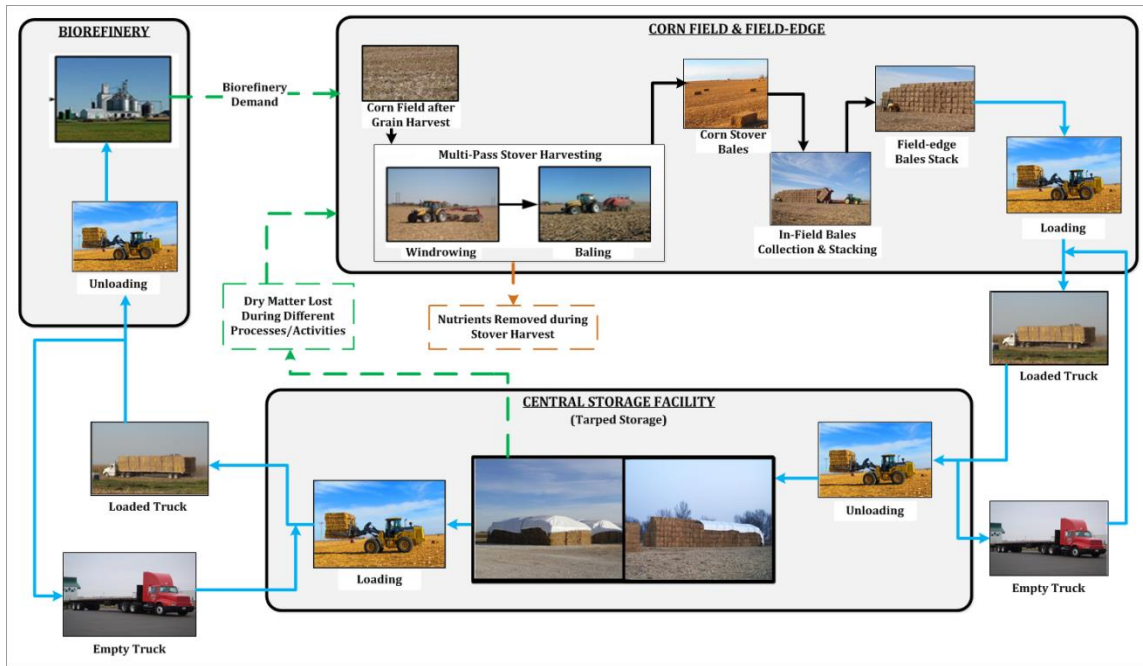 BIOREFINERY
Unloading
Biorefinery
Demand
CORN FIELD & FIELD-EDGE
Corn Field after
Grain Harvest
Multi-Pass Stover Harvesting
Windrowing
Baling
Corn Stover
Bales
In-Field Bales
Collection & Stacking
Field-edge
Bales Stack
Loading
Dry Matter Lost
During Different
Processes/Activities
Nutrients Removed during
Stover Harvest
Loaded Truck
CENTRAL STORAGE FACILITY
(Tarped Storage)
Unloading
Empty Truck
Loading
Loaded Truck
Empty Truck